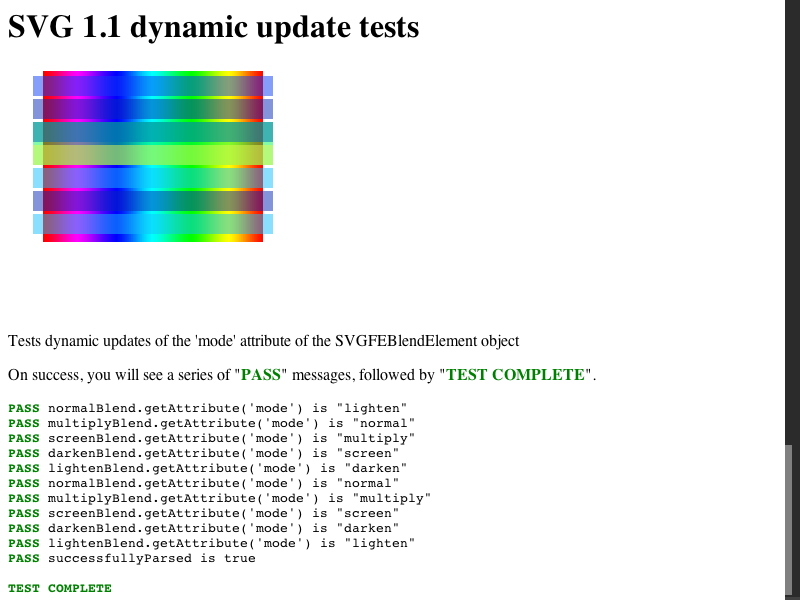 SVG 1.1 dynamic update tests
Tests dynamic updates of the 'mode' attribute of the SVGFEBlendElement object
On success, you will see a series of "PASS" messages, followed by "TEST COMPLETE".
PASS normalBlend.getAttribute('mode') is "lighten"
PASS multiplyBlend.getAttribute('mode') is "normal"
PASS screenBlend.getAttribute('mode') is "multiply"
PASS darkenBlend.getAttribute('mode') is "screen"
PASS lightenBlend.getAttribute('mode') is "darken"
PASS normalBlend.getAttribute('mode') is "normal"
PASS multiplyBlend.getAttribute('mode') is "multiply"
PASS screenBlend.getAttribute('mode') is "screen"
PASS darkenBlend.getAttribute('mode') is "darken"
PASS lightenBlend.getAttribute('mode') is "lighten"
PASS successfullyParsed is true
TEST COMPLETE